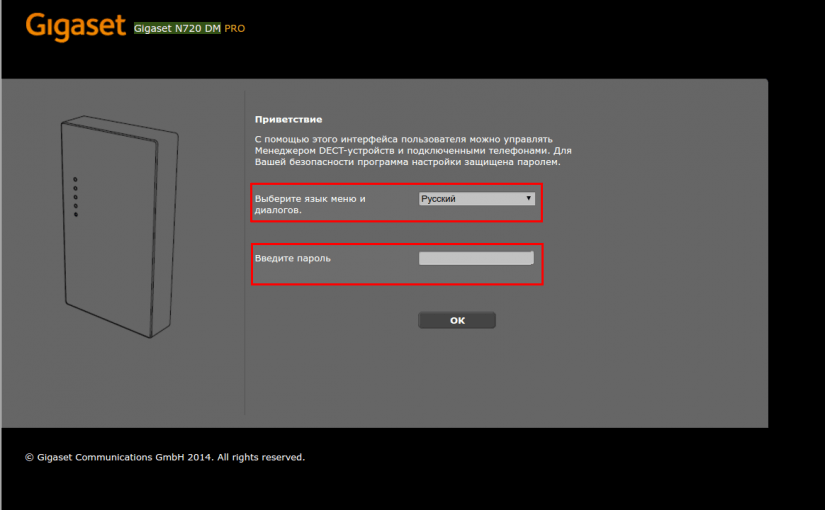 Gigaset Gigaset N720 DM PRO
Приветствие
С помощью этого интерфейса пользователя можно управлять
Менеджером DECT-устройств и подключенными телефонами. Для
Вашей безопасности программа настройки защищена паролем.
Выберите язык меню и
диалогов.
Русский
Введите пароль
OK
© Gigaset Communications GmbH 2014. All rights reserved.